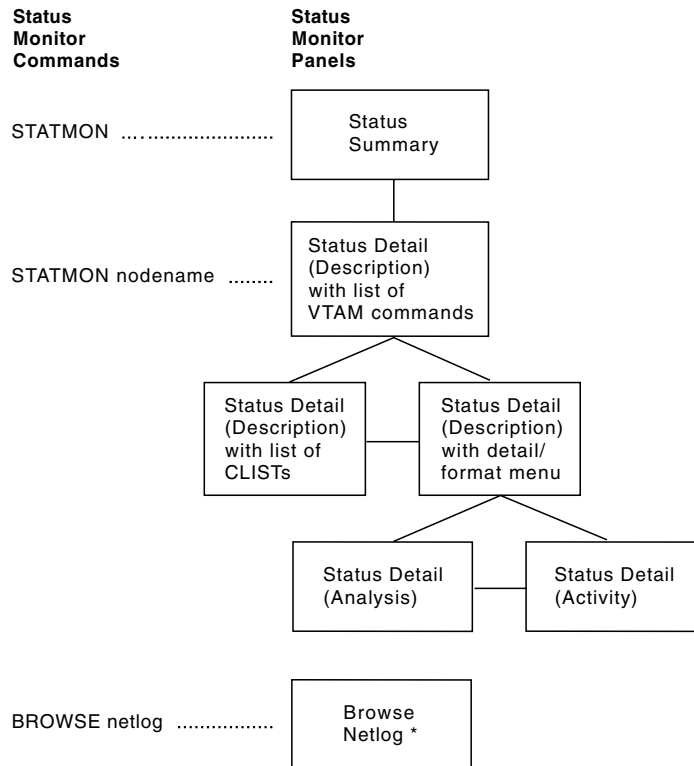 Status
Monitor
Commands
Status
Monitor
Panels
STATMON .... .......................
Status
Summary
STATMON nodename ........
Status Detail
(Description)
with list of
VTAM commands
Status Detail
(Description)
with list of
CLISTs
Status Detail
(Description)
with detail/
format menu
Status Detail
(Analysis)
Status Detail
(Activity)
BROWSE netlog .................
Browse
Netlog *